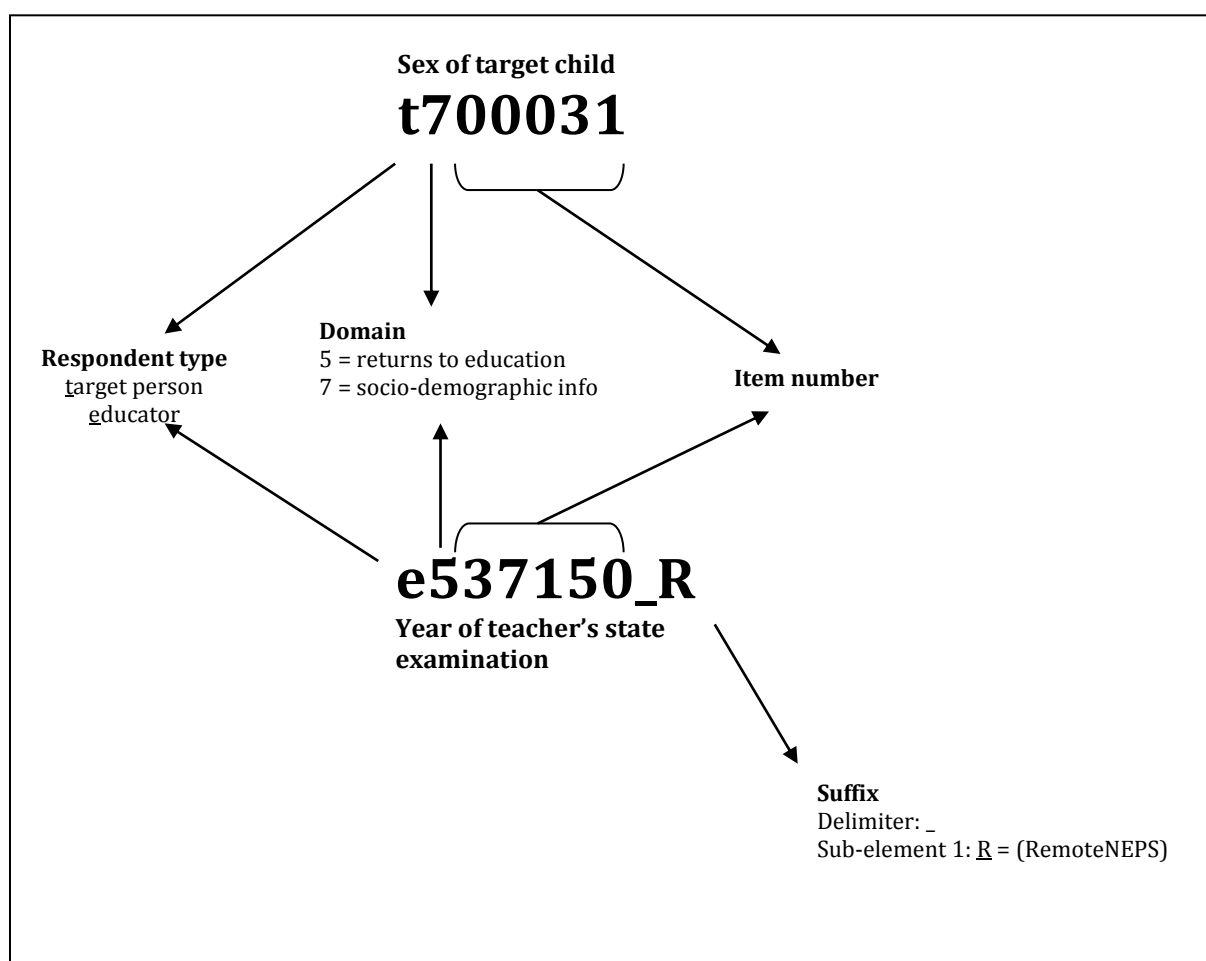 Sex of target child
t700031
Respondent type
target person
educator
Domain
5 = returns to education
7 = socio-demographic info
Item number
e537150_R
Year of teacher’s state
examination
Suffix
Delimiter: _
Sub-element 1: R = (RemoteNEPS)